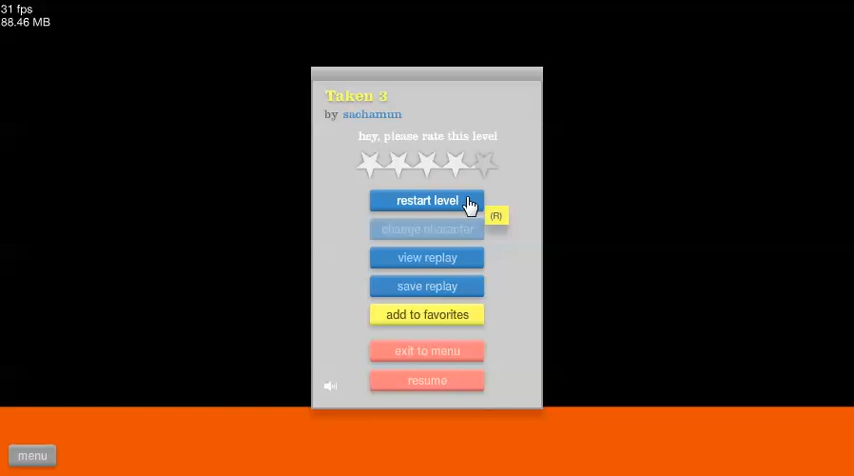 31 fps
88.46 MB
Taken 3
by sachamun
hey, please rate this level
restart level
(R)
change character
view replay
save replay
add to favorites
exit to menu
resume
menu